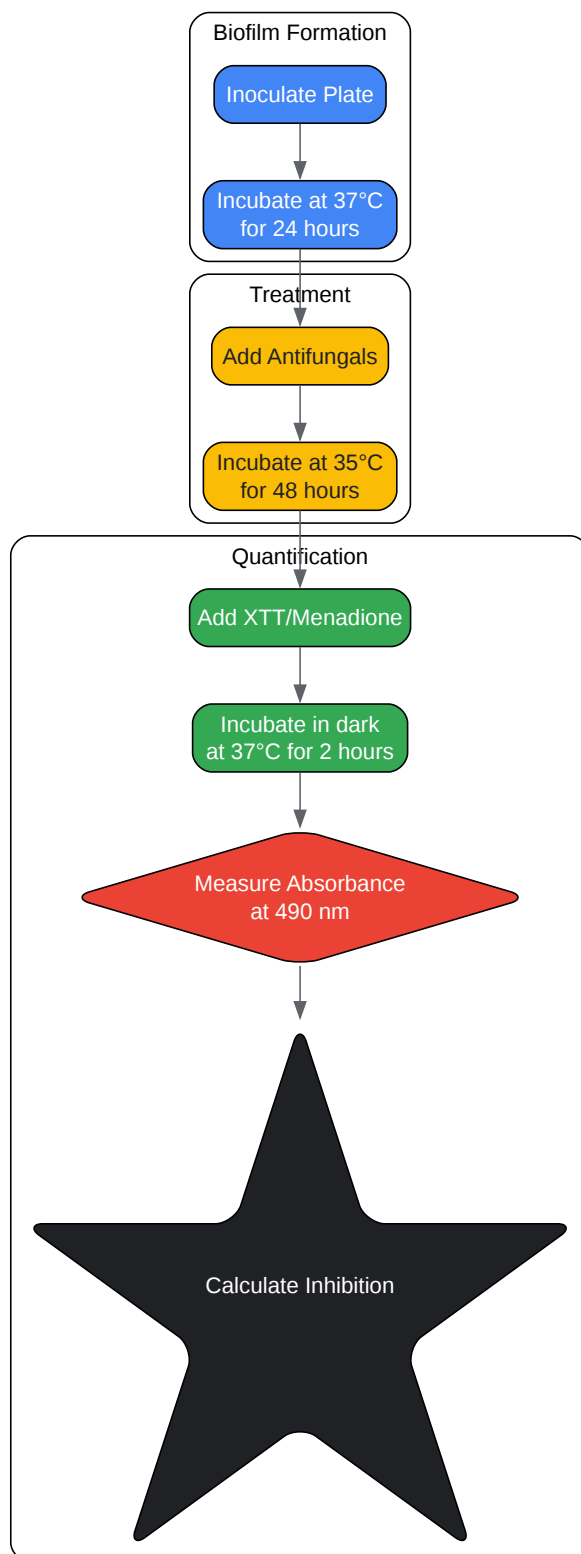 Biofilm Formation
Inoculate Plate
Incubate at 37°C
for 24 hours
Treatment
Add Antifungals
Incubate at 35°C
for 48 hours
Quantification
Add XTT/Menadione
Incubate in dark
at 37°C for 2 hours
Measure Absorbance
at 490 nm
Calculate Inhibition